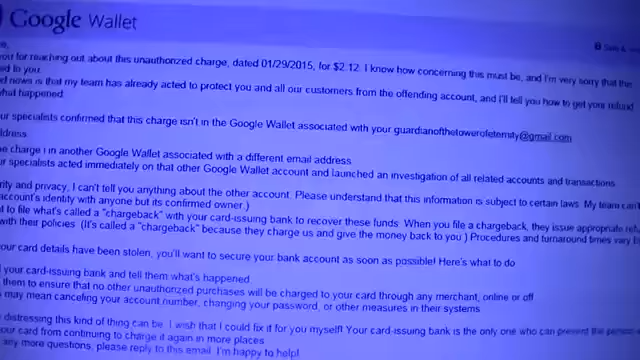 Google Wallet
you for reaching out about this unauthorized charge, dated 01/29/2015, for $2.12. I know how concerning this must be, and I'm very sorry that this
to you.
news is that my team has already acted to protect you and all our customers from the offending account, and I'll tell you how to get your refund
what happened.
specialists confirmed that this charge isn't in the Google Wallet associated with your guardianofthetowerofeternity@gmail.com
address.
charge in another Google Wallet associated with a different email address
specialists acted immediately on that other Google Wallet account and launched an investigation of all related accounts and transactions.
and privacy, I can't tell you anything about the other account. Please understand that this information is subject to certain laws. My team can't
account's identity with anyone but its confirmed owner.)
to file what's called a "chargeback" with your card-issuing bank to recover these funds. When you file a chargeback, they issue appropriate
with their policies. (It's called a "chargeback" because they charge us and give the money back to you.) Procedures and turnaround times vary
your card details have been stolen, you'll want to secure your bank account as soon as possible! Here's what to do
your card-issuing bank and tell them what's happened.
them to ensure that no other unauthorized purchases will be charged to your card through any merchant, online or off
may mean canceling your account number, changing your password, or other measures in their systems
distressing this kind of thing can be. I wish that I could fix it for you myself! Your card-issuing bank is the only one who can prevent the person
your card from continuing to charge it again in more places
any more questions, please reply to this email. I'm happy to help!